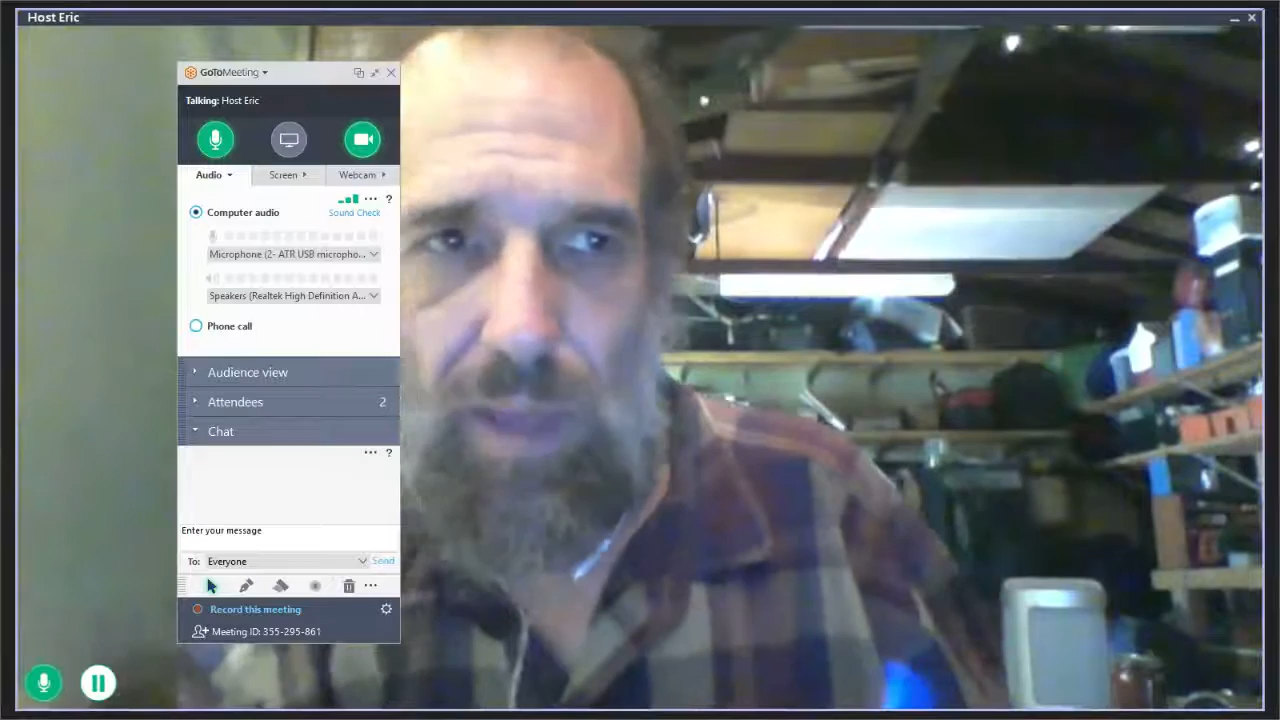 Host Eric
GoToMeeting
Talking: Host Eric
Audio Screen Webcam
?
Computer audio Sound Check
Microphone (2- ATR USB micropho...
Speakers (Realtek High Definition A...
Phone call
Audience view
Attendees 2
Chat
?
Enter your message
To: Everyone Send
Record this meeting
Meeting ID: 355-295-861